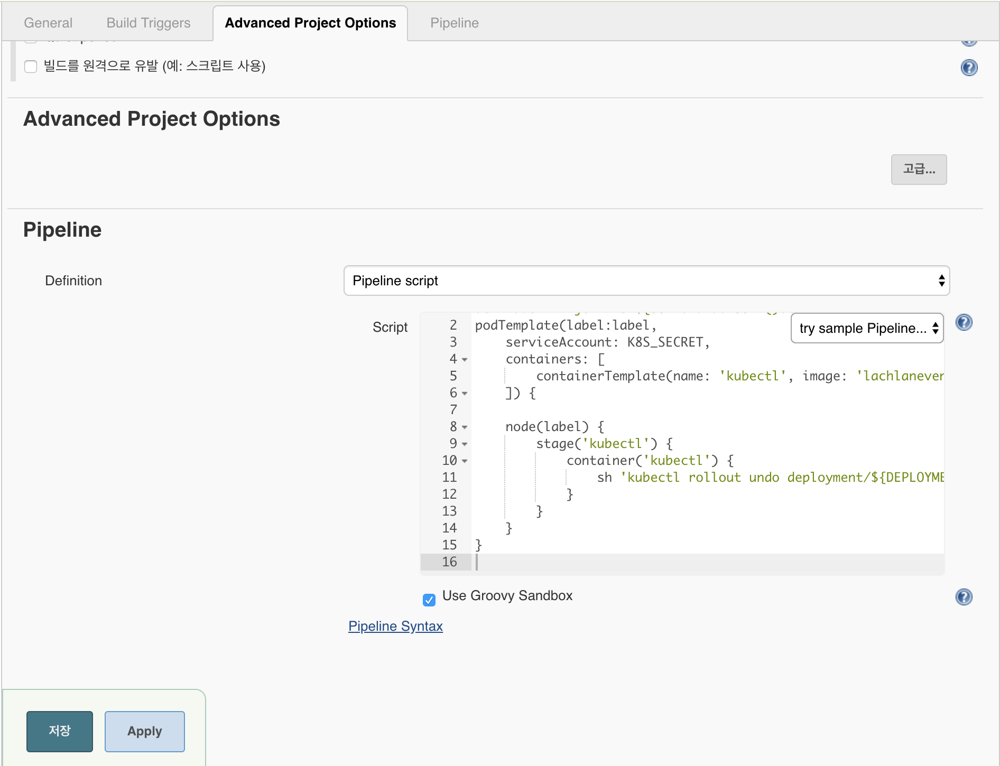 General Build Triggers Advanced Project Options Pipeline
빌드를 원격으로 유발 (예: 스크립트 사용)
Advanced Project Options
고급...
Pipeline
Definition
Pipeline script
Script
try sample Pipeline...
2 podTemplate(label:label,
3 serviceAccount: K8S_SECRET,
4 containers: [
5 containerTemplate(name: 'kubectl', image: 'lachlanever
6 ]) {
7
8 node(label) {
9 stage('kubectl') {
10 container('kubectl') {
11 sh 'kubectl rollout undo deployment/${DEPLOYME
12 }
13 }
14 }
15 }
16
Use Groovy Sandbox
Pipeline Syntax
저장 Apply